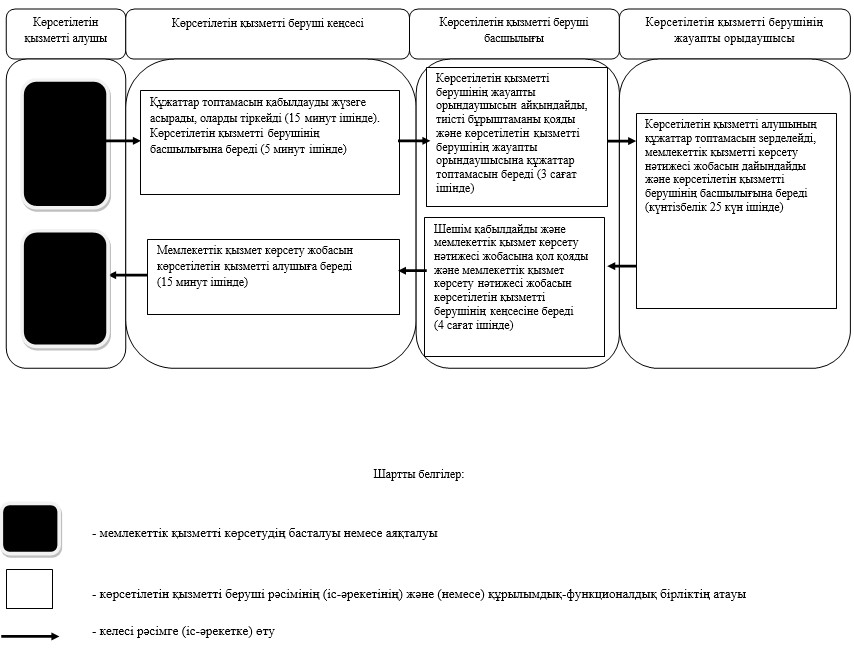 Көрсетілетін
қызметті алушы
Көрсетілетін қызметті беруші кеңсесі
Көрсетілетін қызметті беруші
басшылығы
Көрсетілетін қызметті берушінің
жауапты орыдаушысы
Құжаттар топтамасын қабылдауды жүзеге
асырады, оларды тіркейді (15 минут ішінде).
Көрсетілетін қызметті берушінің
басшылығына береді (5 минут ішінде)
Көрсетілетін қызметті
берушінің жауапты
орындаушысын айқындайды,
тиісті бұрыштаманы қояды
және көрсетілетін қызметті
берушінің жауапты
орындаушысына құжаттар
топтамасын береді (3 сағат
ішінде)
Көрсетілетін қызметті алушының
құжаттар топтамасын зерделейді,
мемлекеттік қызметті көрсету
нәтижесі жобасын дайындайды
және көрсетілетін қызметті
берушінің басшылығына береді
(күнтізбелік 25 күн ішінде)
Шешім қабылдайды және
мемлекеттік қызмет көрсету
нәтижесі жобасына қол қояды
және мемлекеттік қызмет
көрсету нәтижесі жобасын
көрсетілетін қызметті
берушінің кеңсесіне береді
(4 сағат ішінде)
Мемлекеттік қызмет көрсету жобасын
көрсетілетін қызметті алушыға береді
(15 минут ішінде)
Шартты белгілер:
- мемлекеттік қызметті көрсетудің басталуы немесе аяқталуы
- көрсетілетін қызметті беруші рәсімінің (іс-әрекетінің) және (немесе) құрылымдық-функционалдық бірліктің атауы
- келесі рәсімге (іс-әрекетке) өту